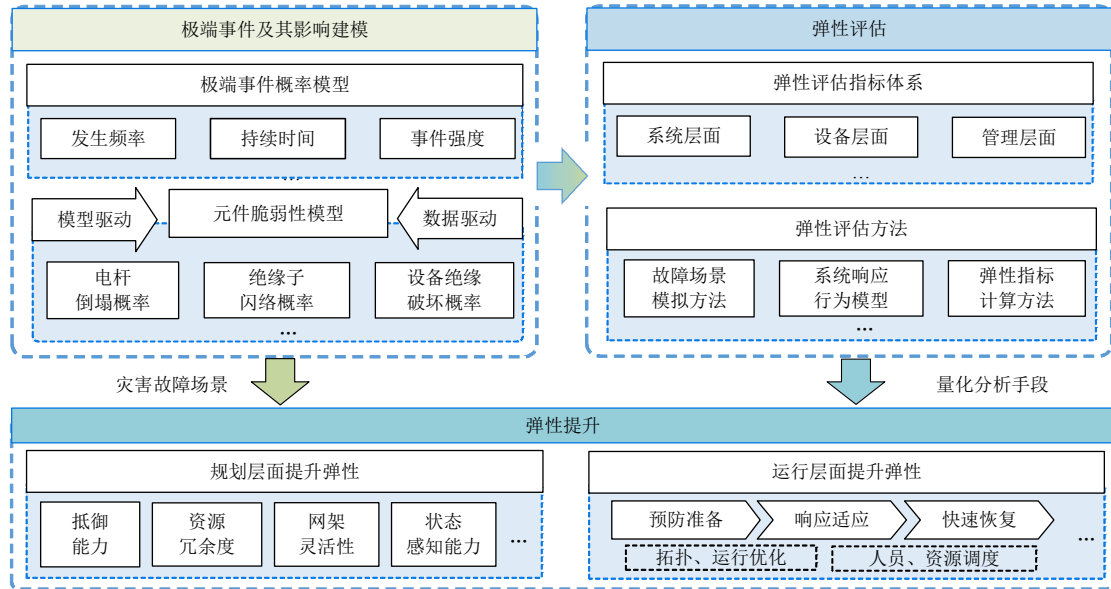 极端事件及其影响建模
极端事件概率模型
发生频率
持续时间
事件强度
...
模型驱动
元件脆弱性模型
数据驱动
电杆
倒塌概率
绝缘子
闪络概率
设备绝缘
破坏概率
...
弹性评估
弹性评估指标体系
系统层面
设备层面
管理层面
...
弹性评估方法
故障场景
模拟方法
系统响应
行为模型
弹性指标
计算方法
...
灾害故障场景
量化分析手段
弹性提升
规划层面提升弹性
抵御
能力
资源
冗余度
网架
灵活性
状态
感知能力
...
运行层面提升弹性
预防准备
响应适应
快速恢复
...
拓扑、运行优化
人员、资源调度